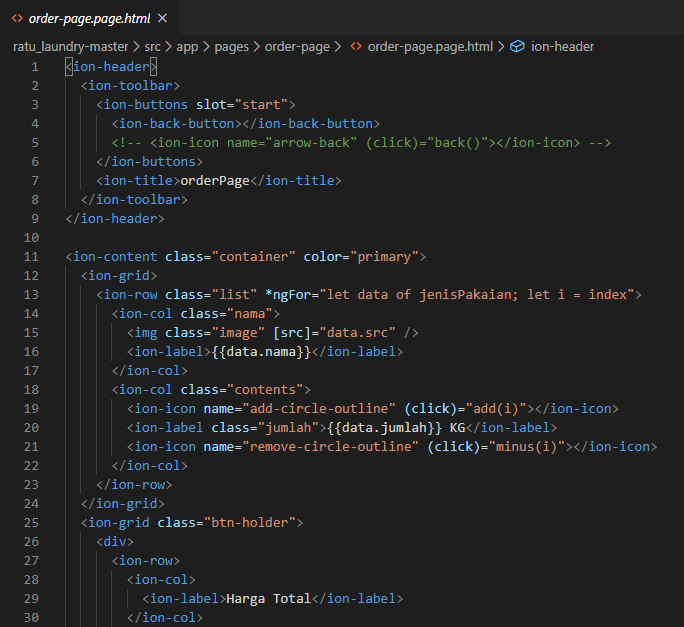 order-page.page.html
ratu_laundry-master > src > app > pages > order-page > order-page.page.html > ion-header
1 <ion-header>
2   <ion-toolbar>
3     <ion-buttons slot="start">
4       <ion-back-button></ion-back-button>
5       <!-- <ion-icon name="arrow-back" (click)="back()"></ion-icon> -->
6     </ion-buttons>
7     <ion-title>orderPage</ion-title>
8   </ion-toolbar>
9 </ion-header>
10
11 <ion-content class="container" color="primary">
12   <ion-grid>
13     <ion-row class="list" *ngFor="let data of jenisPakaian; let i = index">
14       <ion-col class="nama">
15         <img class="image" [src]="data.src" />
16         <ion-label>{{data.nama}}</ion-label>
17       </ion-col>
18       <ion-col class="contents">
19         <ion-icon name="add-circle-outline" (click)="add(i)"></ion-icon>
20         <ion-label class="jumlah">{{data.jumlah}} KG</ion-label>
21         <ion-icon name="remove-circle-outline" (click)="minus(i)"></ion-icon>
22       </ion-col>
23     </ion-row>
24   </ion-grid>
25   <ion-grid class="btn-holder">
26     <div>
27       <ion-row>
28         <ion-col>
29           <ion-label>Harga Total</ion-label>
30         </ion-col>